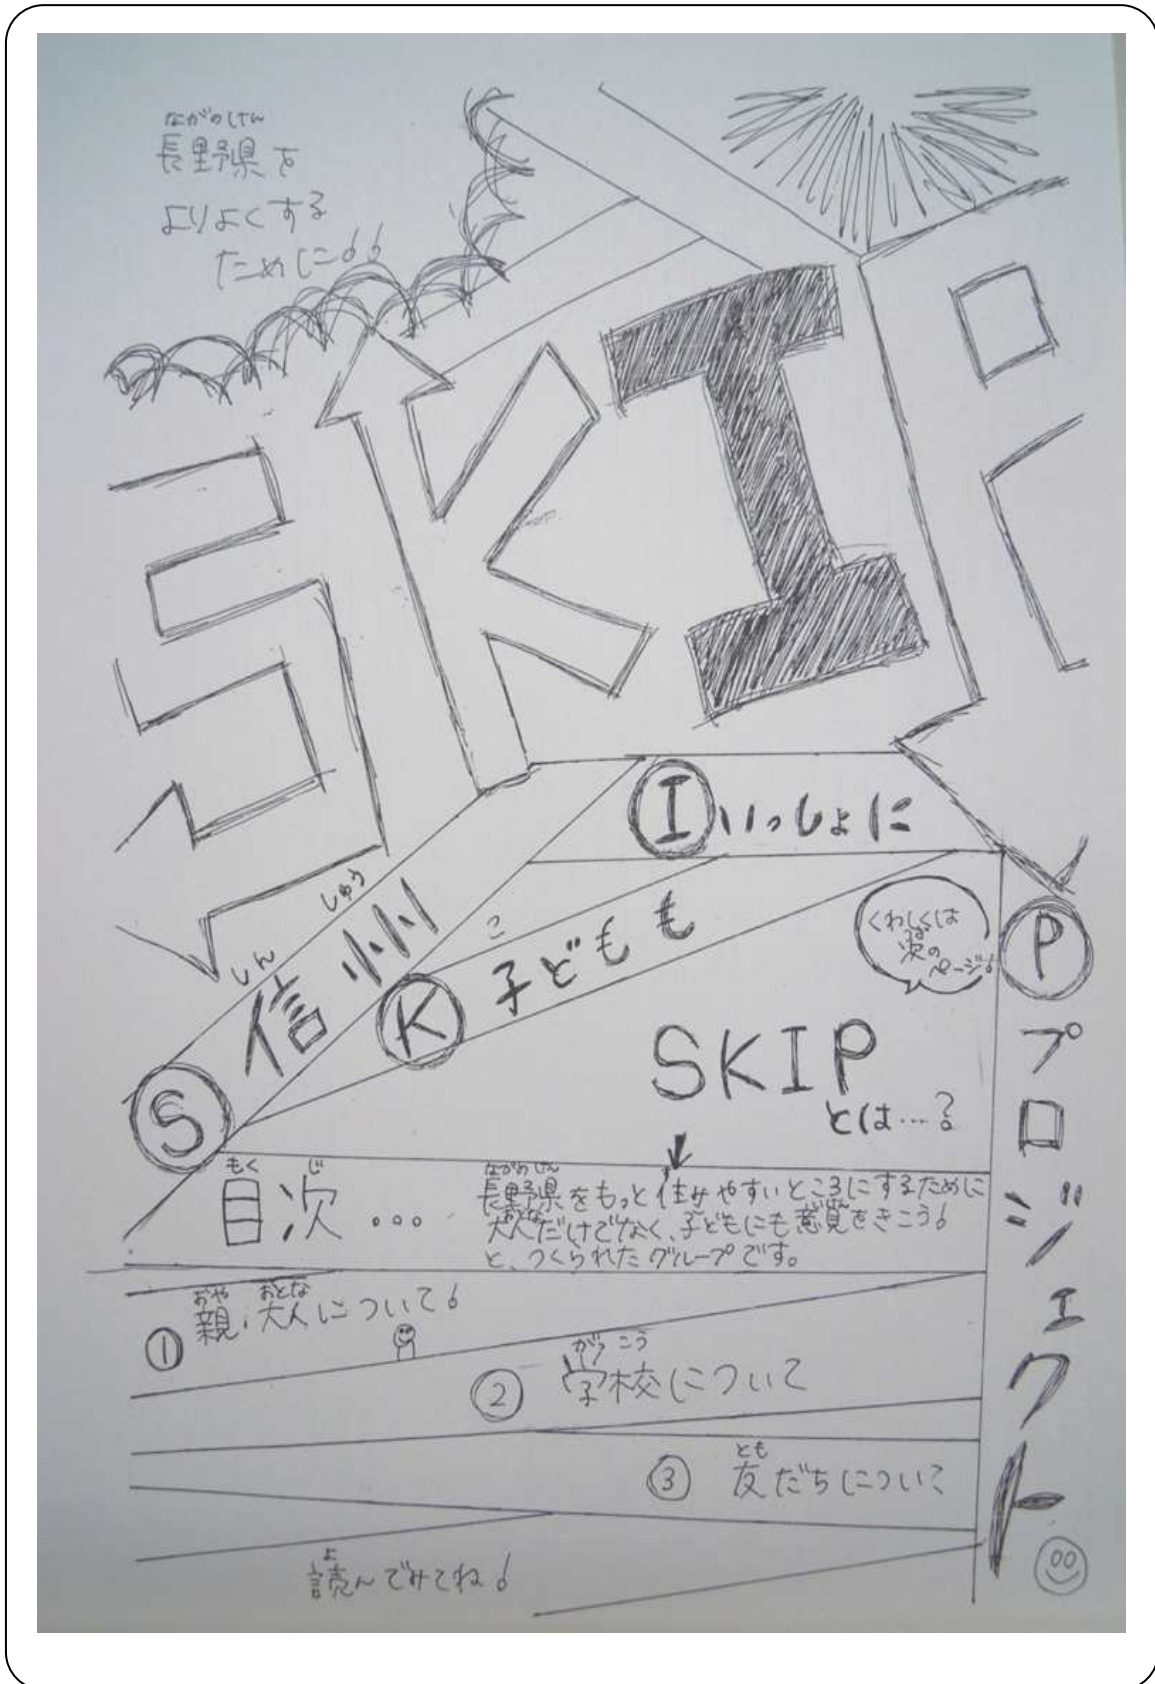 ながのけん
長野県を
よりよくする
ために!!
SKIP
I いっしょに
しんしゅう
S 信州
こ
K 子どもも
P プロジェクト
くわしくは
つぎ
次の
ページ!
SKIP
とは…?
もくじ
目次…
ながのけん
長野県をもっと住みやすいところにするために
おとな
大人だけでなく、子どもにも意見をきこう!
と、つくられたグループです。
おや おとな
① 親・大人について!
がっこう
② 学校について
とも
③ 友だちについて
よ
読んでみてね!